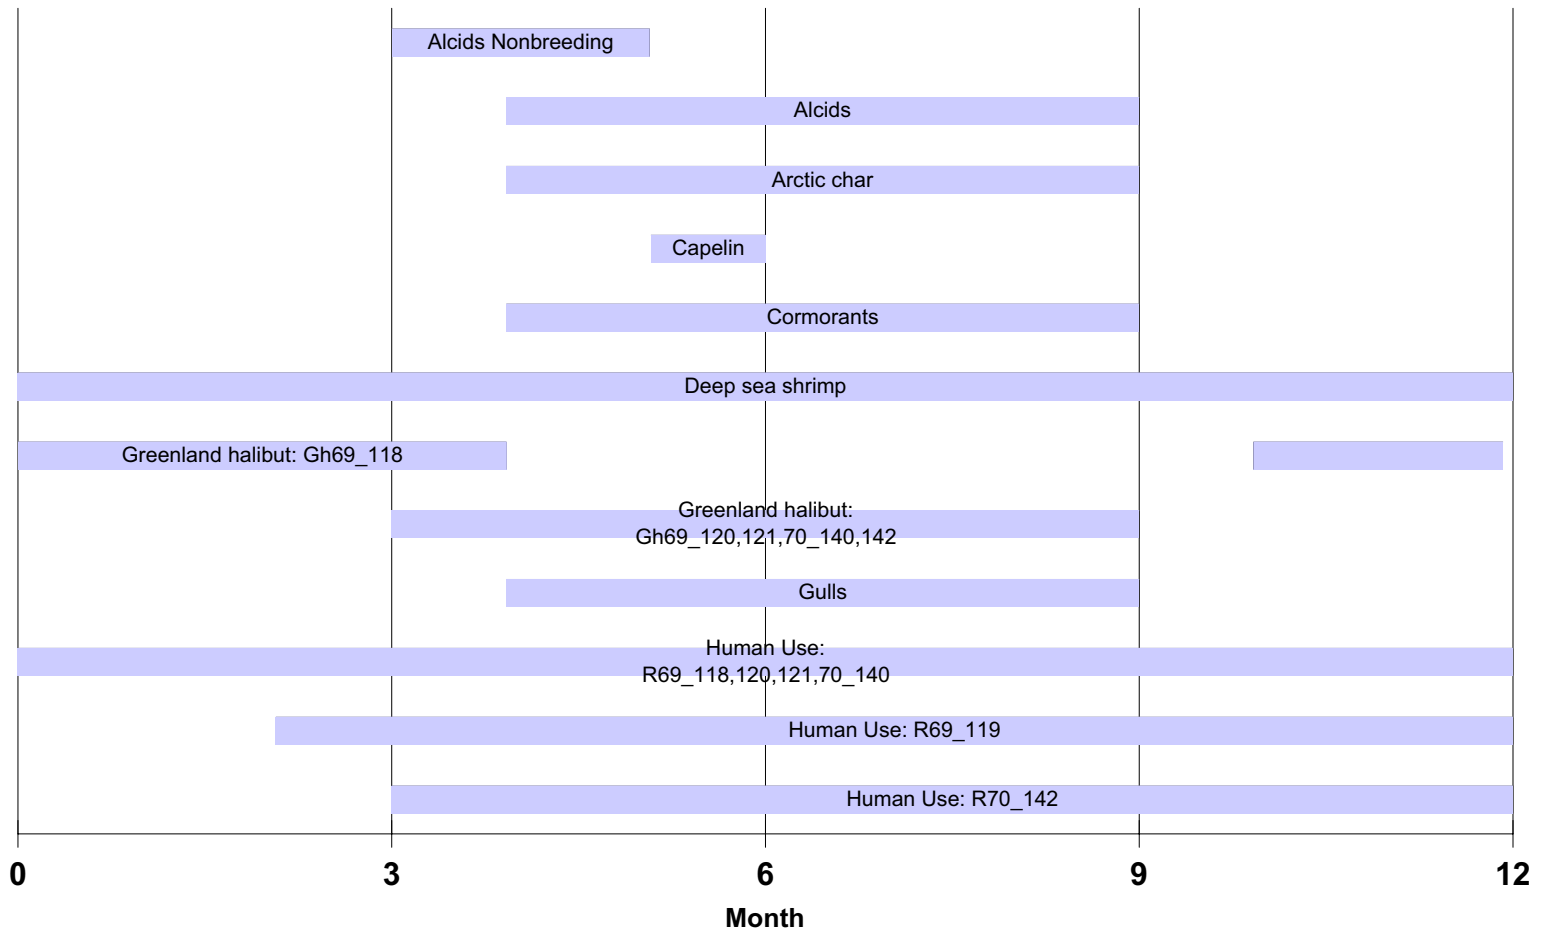 Alcids Nonbreeding
Alcids
Arctic char
Capelin
Cormorants
Deep sea shrimp
Greenland halibut: Gh69_118
Greenland halibut:
Gh69_120,121,70_140,142
Gulls
Human Use:
R69_118,120,121,70_140
Human Use: R69_119
Human Use: R70_142
0 3 6 9 12
Month